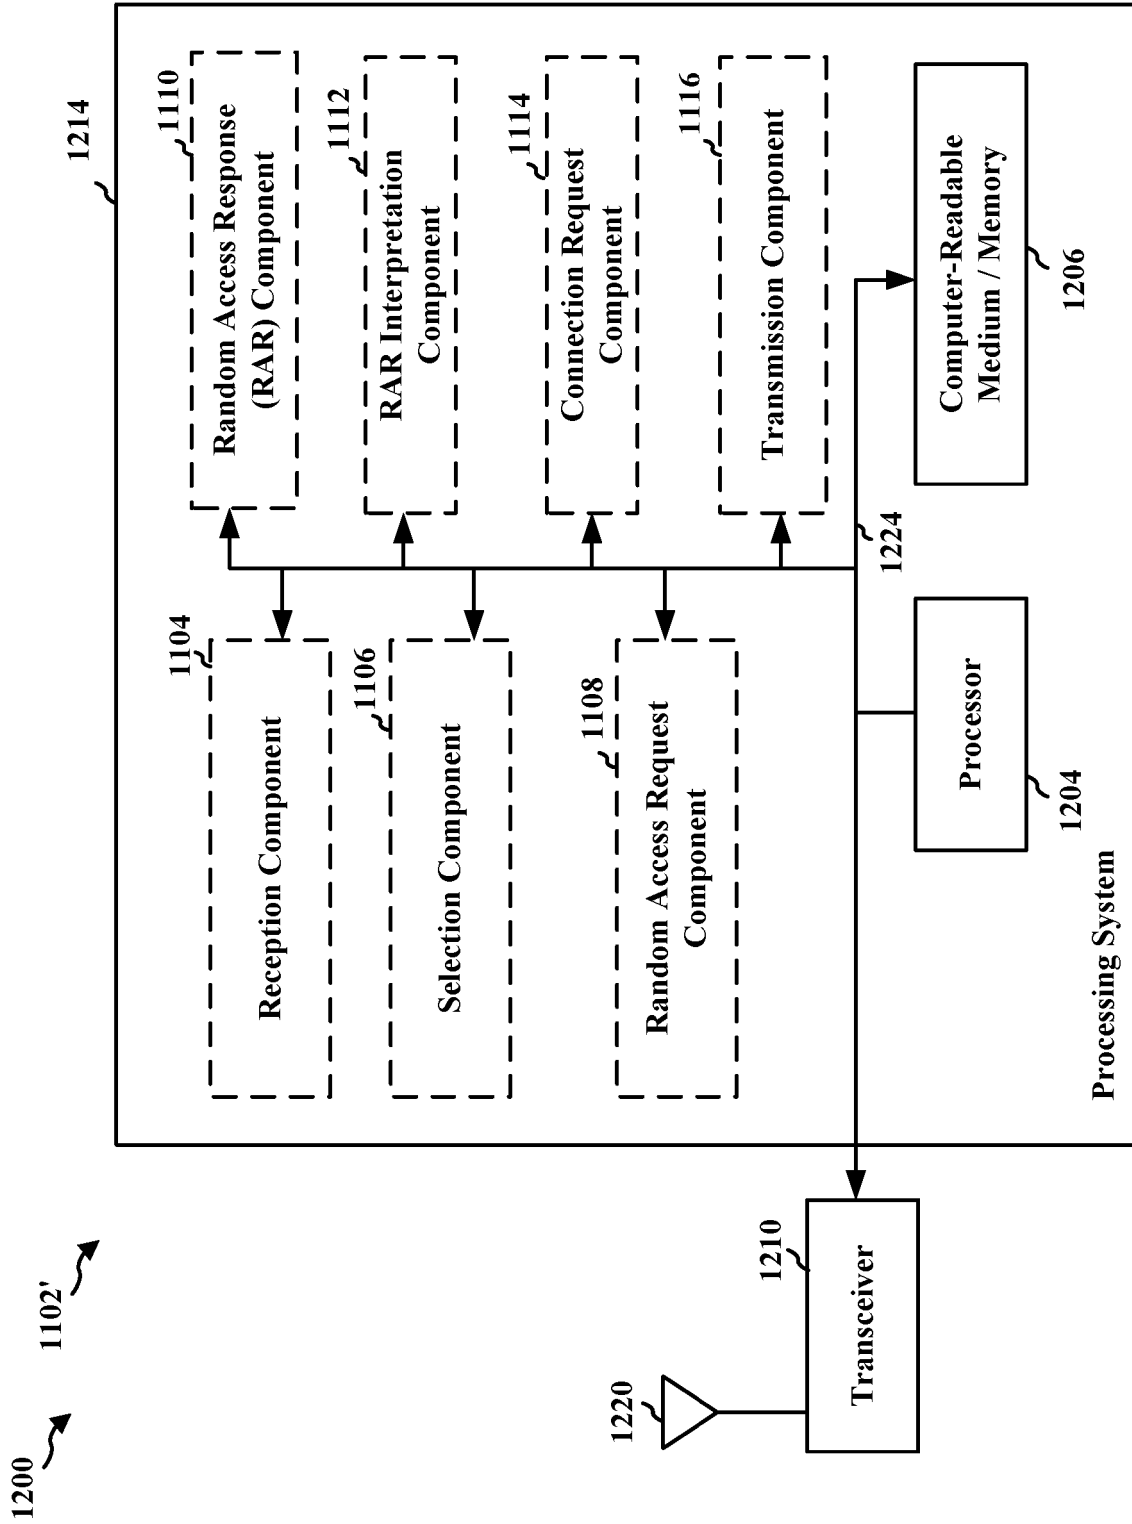 1200
1102'
1214
1104
Reception Component
1110
Random Access Response
(RAR) Component
1106
Selection Component
1112
RAR Interpretation
Component
1108
Random Access Request
Component
1114
Connection Request
Component
1116
Transmission Component
1220
1210
Transceiver
1224
Processor
1204
Computer-Readable
Medium / Memory
1206
Processing System